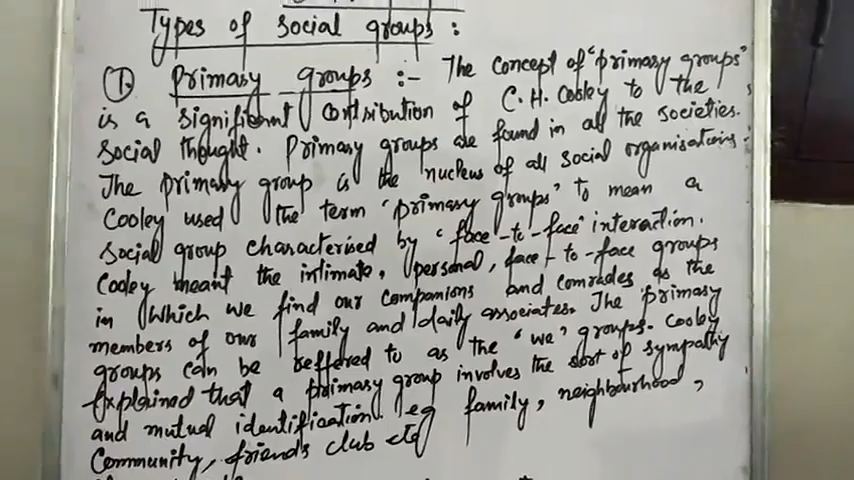 Types of social groups :
① Primary groups :- The concept of "primary groups"
is a significant contribution of C.H. Cooley to the
social thought. Primary groups are found in all the societies.
The primary group is the nucleus of all social organisations.
Cooley used the term 'primary groups' to mean a
social group characterised by 'face-to-face' interaction.
Cooley meant the intimate, personal, face-to-face groups
in which we find our companions and comrades as the
members of our family and daily associates. The primary
groups can be reffered to as the 'we' groups. Cooley
explained that a primary group involves the sort of sympathy
and mutual identification eg family, neighbourhood,
Community, friends club etc